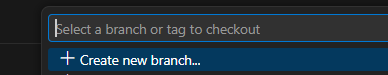 Select a branch or tag to checkout
+ Create new branch...